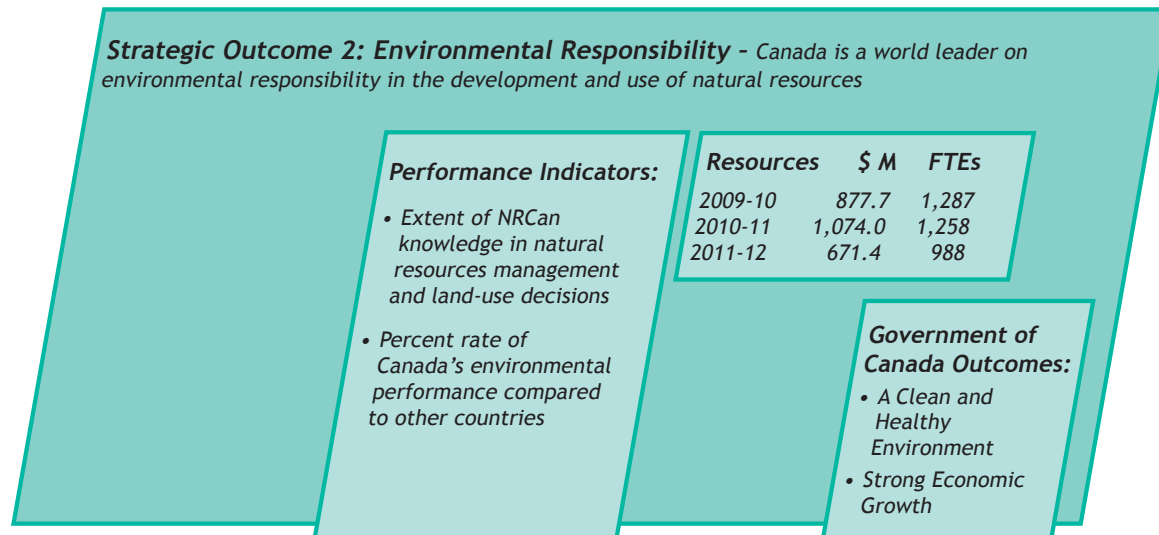 Strategic Outcome 2: Environmental Responsibility – Canada is a world leader on
environmental responsibility in the development and use of natural resources
Performance Indicators:
• Extent of NRCan
knowledge in natural
resources management
and land-use decisions
• Percent rate of
Canada’s environmental
performance compared
to other countries
Resources $ M FTEs
2009-10 877.7 1,287
2010-11 1,074.0 1,258
2011-12 671.4 988
Government of
Canada Outcomes:
• A Clean and
Healthy
Environment
• Strong Economic
Growth